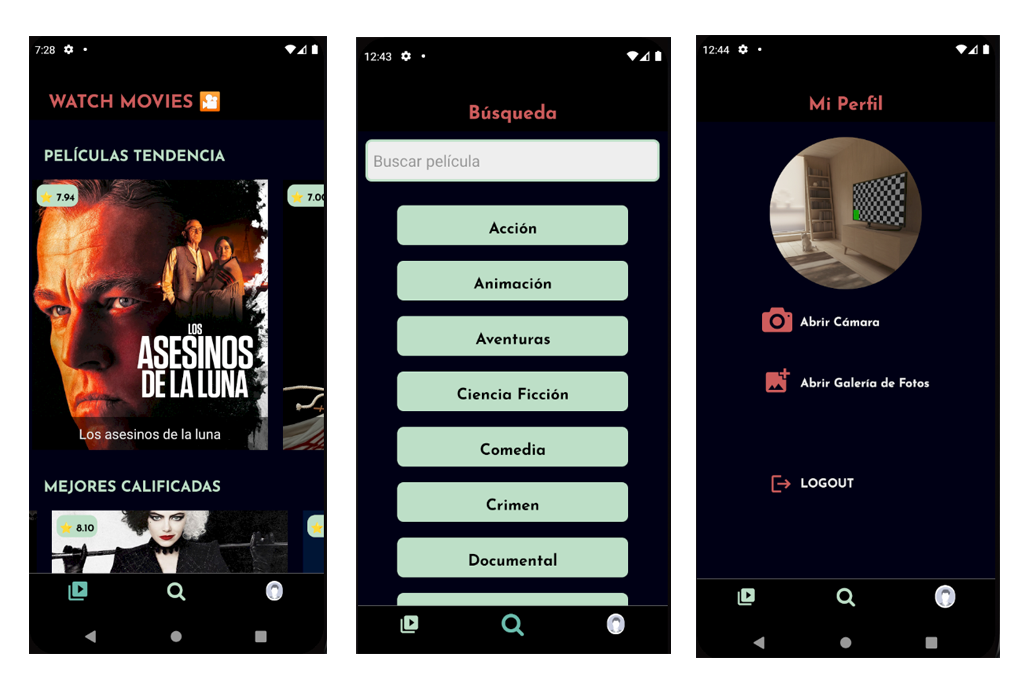 7:28
WATCH MOVIES
PELÍCULAS TENDENCIA
7.94
7.00
LOS
ASESINOS
DE LA LUNA
Los asesinos de la luna
MEJORES CALIFICADAS
8.10
12:43
Búsqueda
Buscar película
Acción
Animación
Aventuras
Ciencia Ficción
Comedia
Crimen
Documental
12:44
Mi Perfil
Abrir Cámara
Abrir Galería de Fotos
LOGOUT